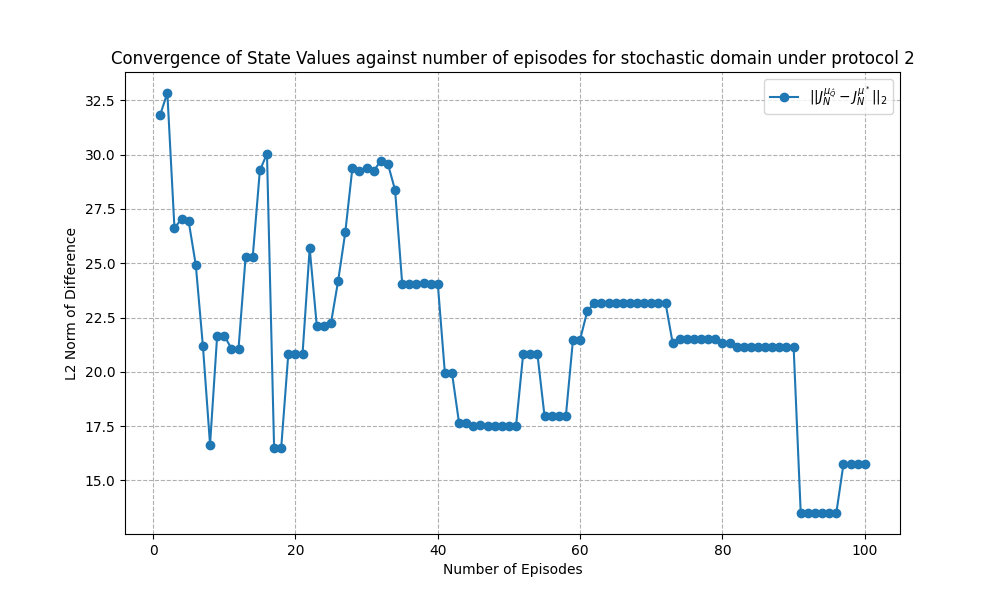 Convergence of State Values against number of episodes for stochastic domain under protocol 2
||J_N^{μ_Q̂} − J_N^{μ^*}||_2
32.5
30.0
27.5
25.0
22.5
20.0
17.5
15.0
L2 Norm of Difference
0 20 40 60 80 100
Number of Episodes